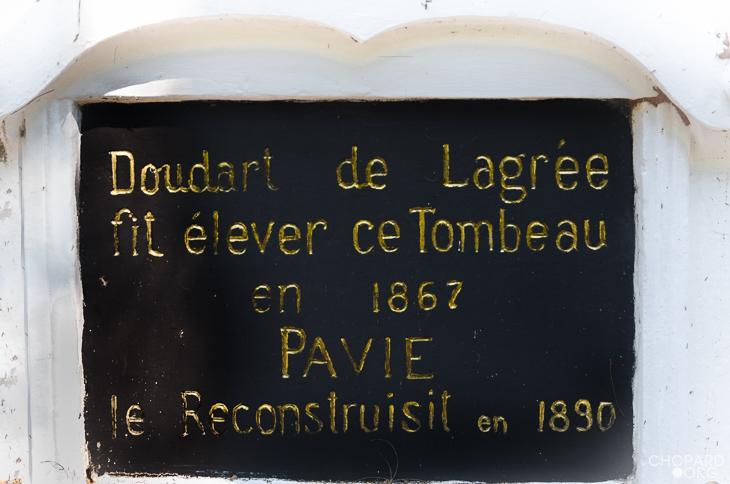 Doudart de Lagrée
fit élever ce Tombeau
en 1867
PAVIE
le Reconstruisit en 1890
CHOPARD
ORG